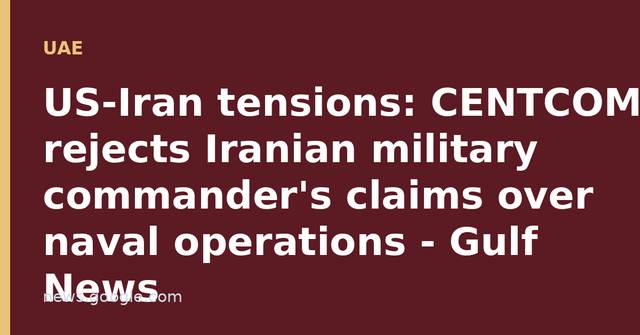 UAE
US-Iran tensions: CENTCOM
rejects Iranian military
commander's claims over
naval operations - Gulf
News
news.google.com